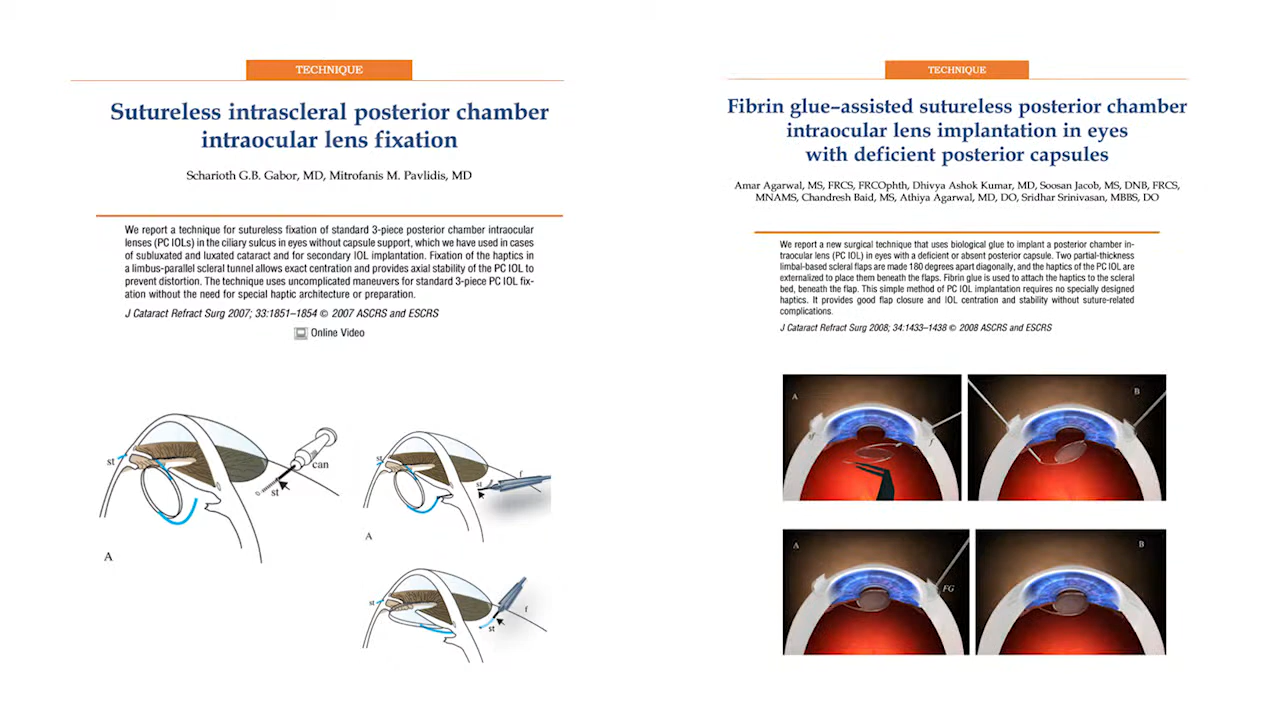 TECHNIQUE
Sutureless intrascleral posterior chamber
intraocular lens fixation
Scharioth G.B. Gabor, MD, Mitrofanis M. Pavlidis, MD
We report a technique for sutureless fixation of standard 3-piece posterior chamber intraocular
lenses (PC IOLs) in the ciliary sulcus in eyes without capsule support, which we have used in cases
of subluxated and luxated cataract and for secondary IOL implantation. Fixation of the haptics in
a limbus-parallel scleral tunnel allows exact centration and provides axial stability of the PC IOL to
prevent distortion. The technique uses uncomplicated maneuvers for standard 3-piece PC IOL fix-
ation without the need for special haptic architecture or preparation.
J Cataract Refract Surg 2007; 33:1851–1854 © 2007 ASCRS and ESCRS
Online Video
st
can
st
A
st
f
st
A
st
f
st
TECHNIQUE
Fibrin glue–assisted sutureless posterior chamber
intraocular lens implantation in eyes
with deficient posterior capsules
Amar Agarwal, MS, FRCS, FRCOphth, Dhivya Ashok Kumar, MD, Soosan Jacob, MS, DNB, FRCS,
MNAMS, Chandresh Baid, MS, Athiya Agarwal, MD, DO, Sridhar Srinivasan, MBBS, DO
We report a new surgical technique that uses biological glue to implant a posterior chamber in-
traocular lens (PC IOL) in eyes with a deficient or absent posterior capsule. Two partial-thickness
limbal-based scleral flaps are made 180 degrees apart diagonally, and the haptics of the PC IOL are
externalized to place them beneath the flaps. Fibrin glue is used to attach the haptics to the scleral
bed, beneath the flap. This simple method of PC IOL implantation requires no specially designed
haptics. It provides good flap closure and IOL centration and stability without suture-related
complications.
J Cataract Refract Surg 2008; 34:1433–1438 © 2008 ASCRS and ESCRS
A
sf
f
B
A
FG
B